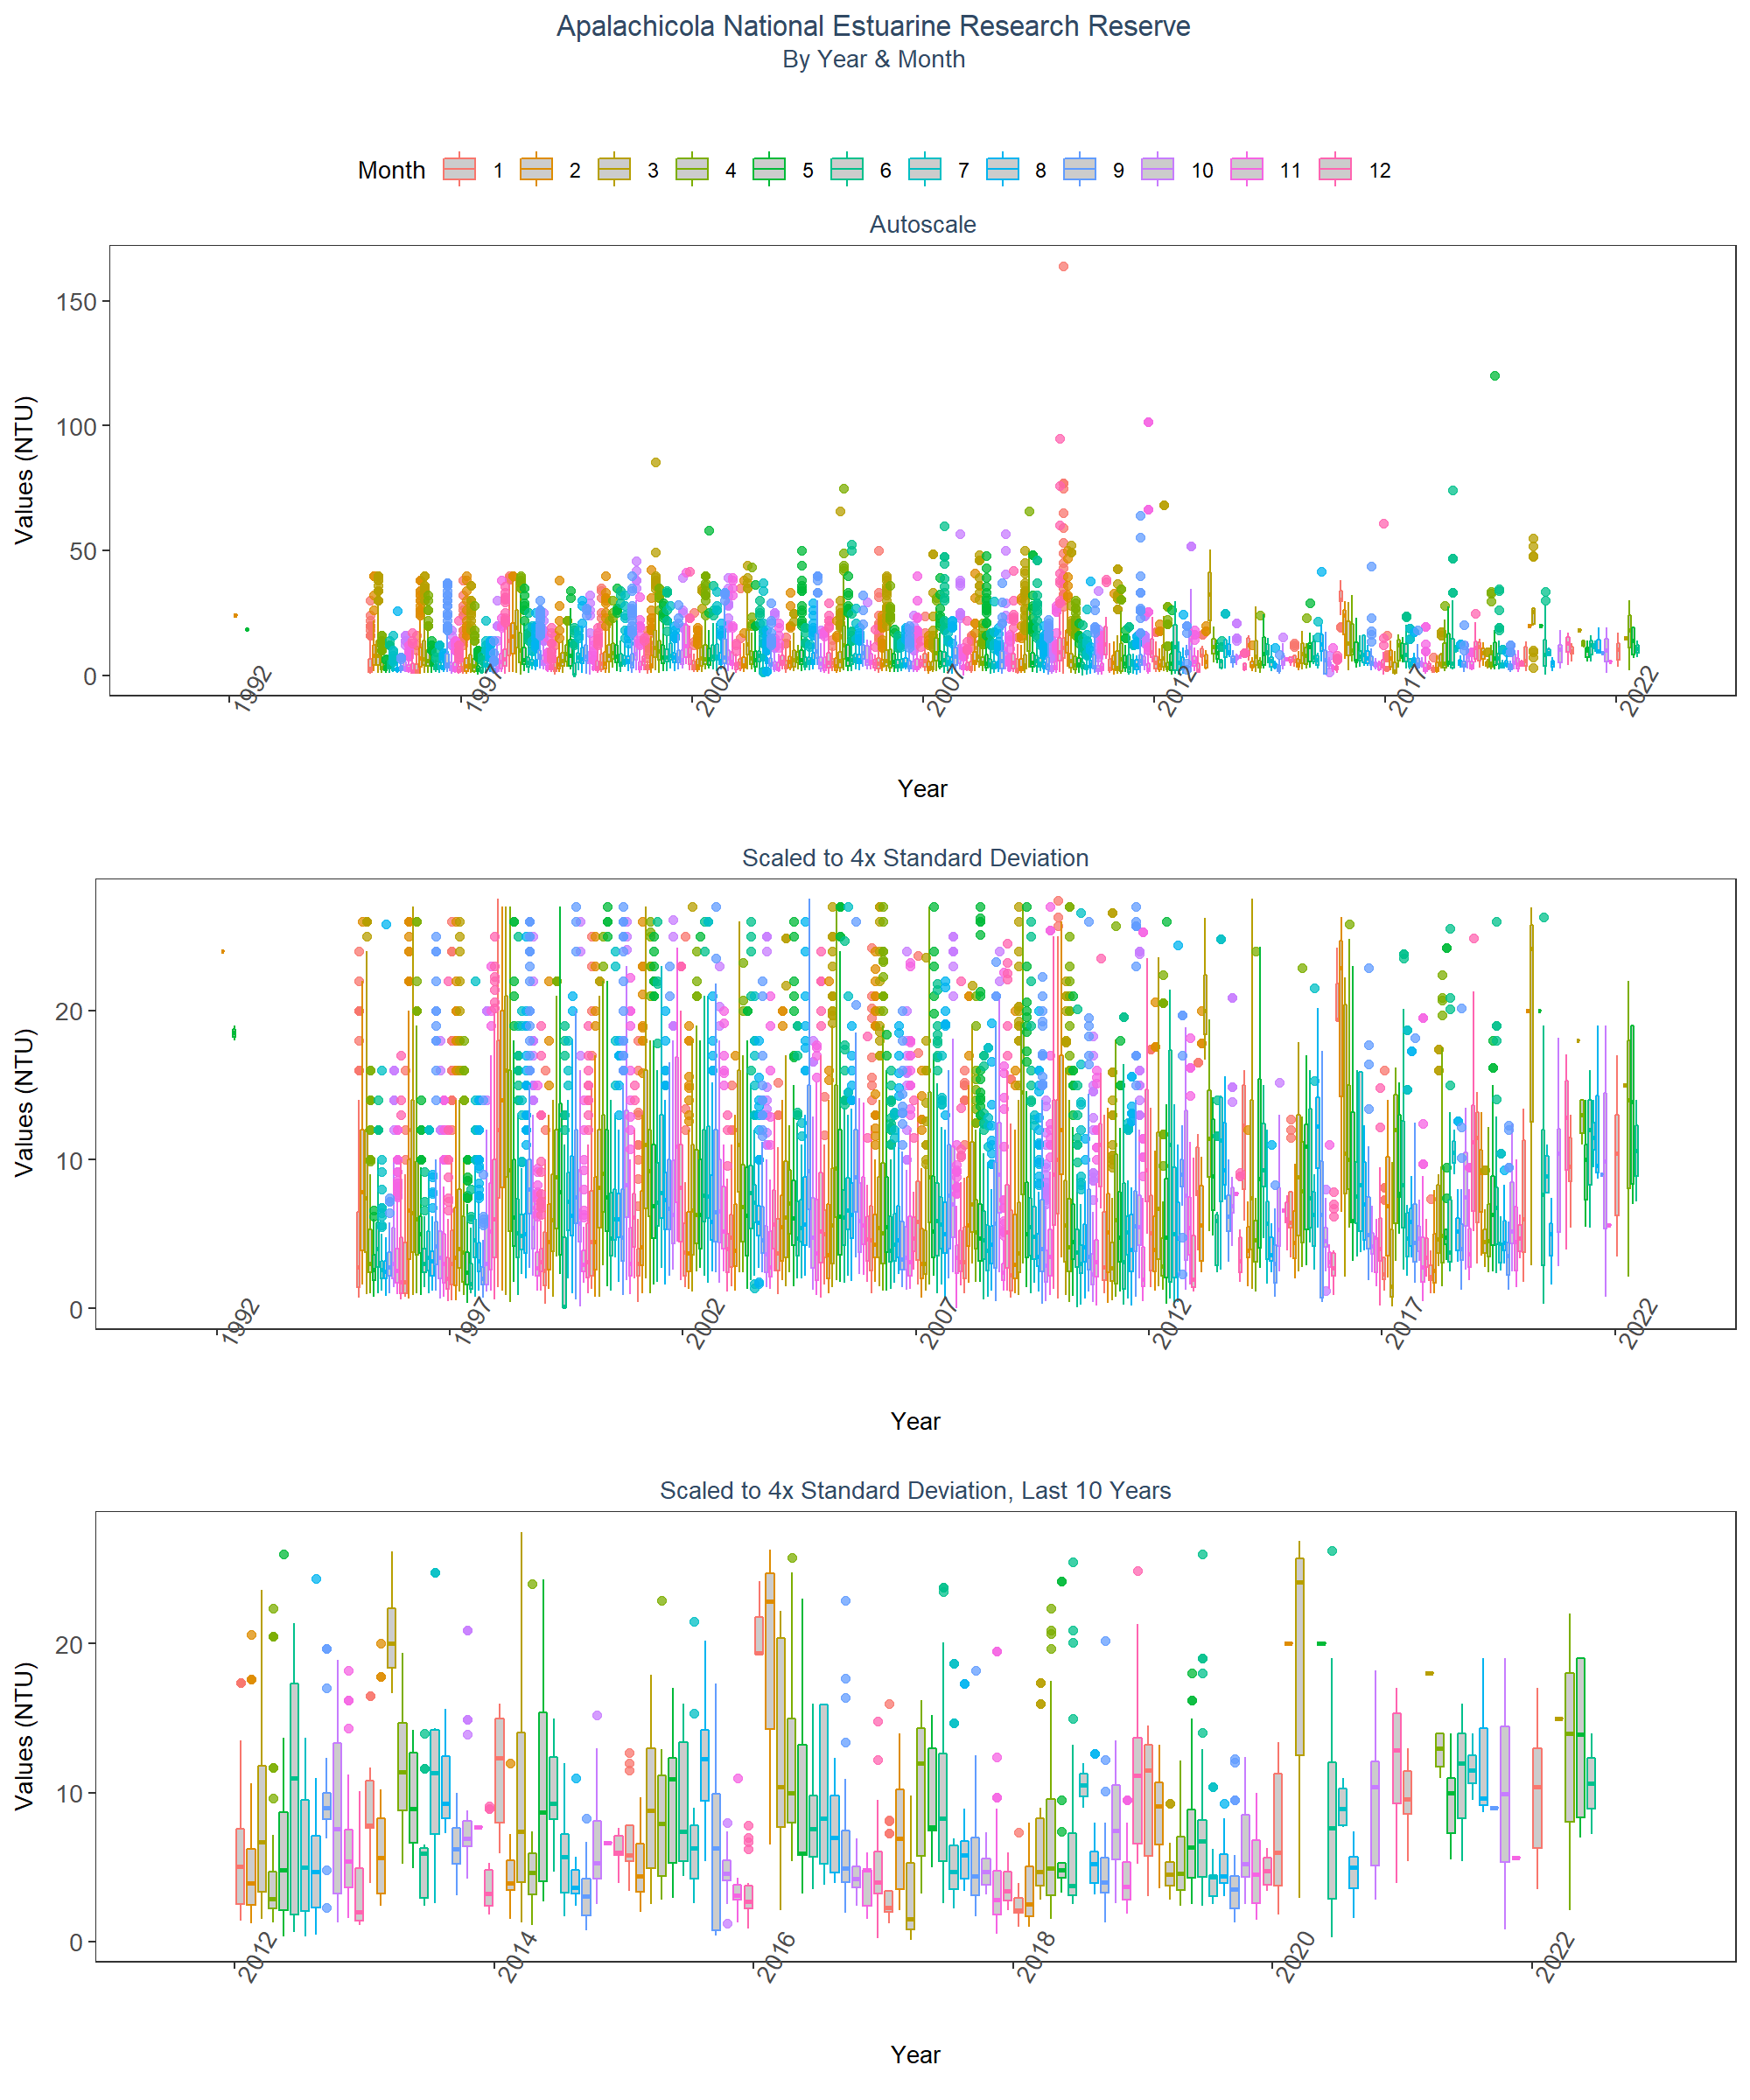 Apalachicola National Estuarine Research Reserve
By Year & Month
Month 1 2 3 4 5 6 7 8 9 10 11 12
Autoscale
Values (NTU)
150
100
50
0
1992 1997 2002 2007 2012 2017 2022
Year
Scaled to 4x Standard Deviation
Values (NTU)
20
10
0
1992 1997 2002 2007 2012 2017 2022
Year
Scaled to 4x Standard Deviation, Last 10 Years
Values (NTU)
20
10
0
2012 2014 2016 2018 2020 2022
Year